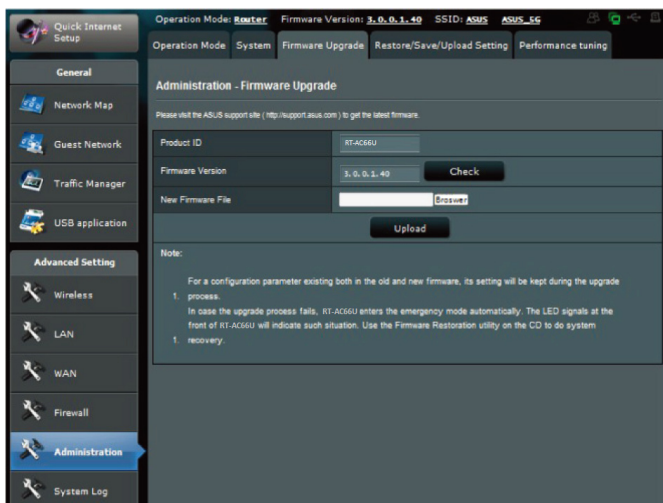 Quick Internet
Setup
Operation Mode: Router Firmware Version: 3.0.0.1.40 SSID: ASUS ASUS_5G
Operation Mode System Firmware Upgrade Restore/Save/Upload Setting Performance tuning
General
Network Map
Guest Network
Traffic Manager
USB application
Advanced Setting
Wireless
LAN
WAN
Firewall
Administration
System Log
Administration - Firmware Upgrade
Please visit the ASUS support site ( http://support.asus.com ) to get the latest firmware.
Product ID RT-AC66U
Firmware Version 3.0.0.1.40 Check
New Firmware File Broswer
Upload
Note:
For a configuration parameter existing both in the old and new firmware, its setting will be kept during the upgrade
1. process.
In case the upgrade process fails, RT-AC66U enters the emergency mode automatically. The LED signals at the
front of RT-AC66U will indicate such situation. Use the Firmware Restoration utility on the CD to do system
1. recovery.